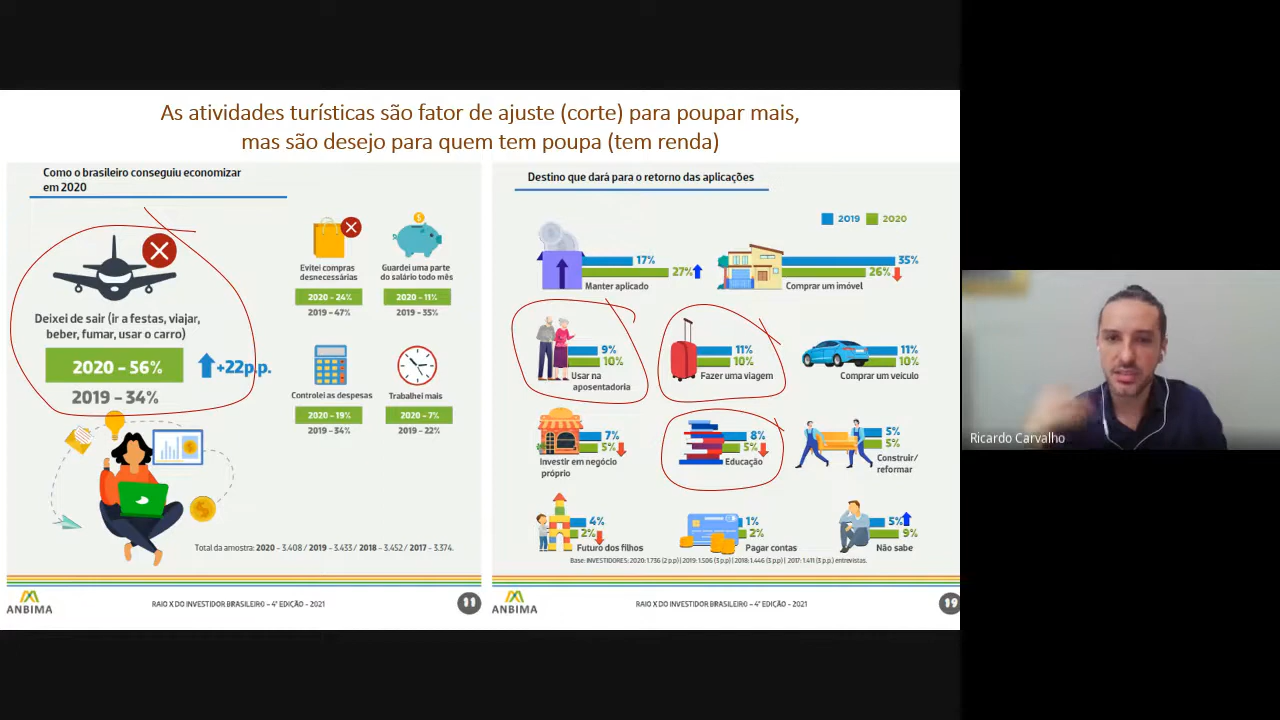 As atividades turísticas são fator de ajuste (corte) para poupar mais,
mas são desejo para quem tem poupa (tem renda)
Como o brasileiro conseguiu economizar
em 2020
Deixei de sair (ir a festas, viajar,
beber, fumar, usar o carro)
2020 – 56%
+22p.p.
2019 – 34%
Evitei compras
desnecessárias
2020 – 24%
2019 – 47%
Guardei uma parte
do salário todo mês
2020 – 11%
2019 – 35%
Controlei as despesas
2020 – 19%
2019 – 34%
Trabalhei mais
2020 – 7%
2019 – 22%
Total da amostra: 2020 – 3.408 / 2019 – 3.433 / 2018 – 3.452 / 2017 – 3.374.
ANBIMA
RAIO X DO INVESTIDOR BRASILEIRO – 4ª EDIÇÃO – 2021
11
Destino que dará para o retorno das aplicações
2019 2020
17%
27%
Manter aplicado
35%
26%
Comprar um imóvel
9%
10%
Usar na
aposentadoria
11%
10%
Fazer uma viagem
11%
10%
Comprar um veículo
7%
5%
Investir em negócio
próprio
8%
5%
Educação
5%
5%
Construir/
reformar
4%
2%
Futuro dos filhos
1%
2%
Pagar contas
5%
9%
Não sabe
Base: INVESTIDORES: 2020: 1.736 (2 p.p) | 2019: 1.506 (3 p.p) | 2018: 1.446 (3 p.p) | 2017: 1.411 (3 p.p) entrevistas.
ANBIMA
RAIO X DO INVESTIDOR BRASILEIRO – 4ª EDIÇÃO – 2021
19
Ricardo Carvalho